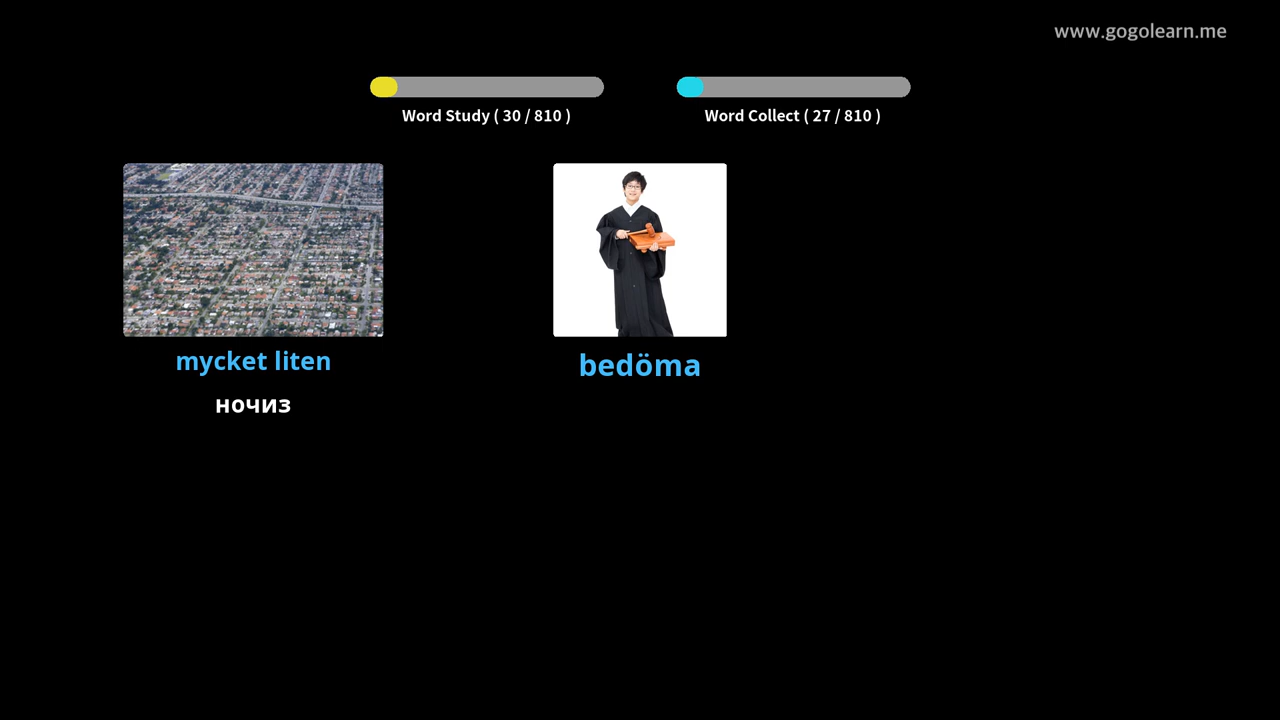 www.gogolearn.me
Word Study ( 30 / 810 )
Word Collect ( 27 / 810 )
mycket liten
ночиз
bedöma